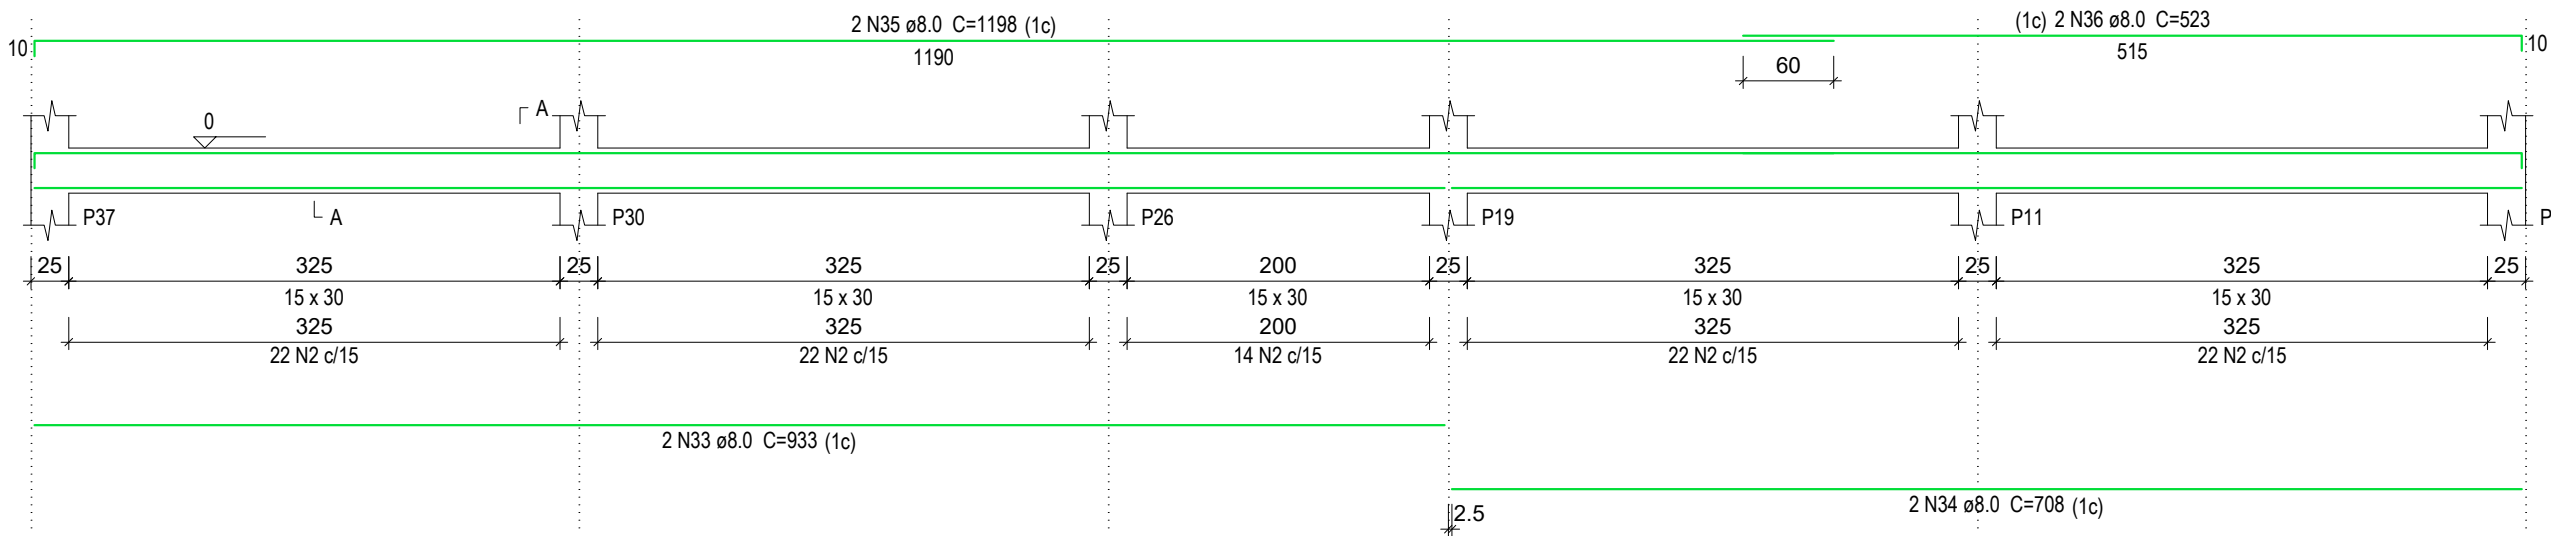 2 N35 ø8.0 C=1198 (1c)
(1c) 2 N36 ø8.0 C=523
10
1190
515
10
60
A
0
A
P37
P30
P26
P19
P11
P
25 325 25 325 25 200 25 325 25 325 25
15 x 30 15 x 30 15 x 30 15 x 30 15 x 30
325 325 200 325 325
22 N2 c/15 22 N2 c/15 14 N2 c/15 22 N2 c/15 22 N2 c/15
2 N33 ø8.0 C=933 (1c)
2 N34 ø8.0 C=708 (1c)
2.5